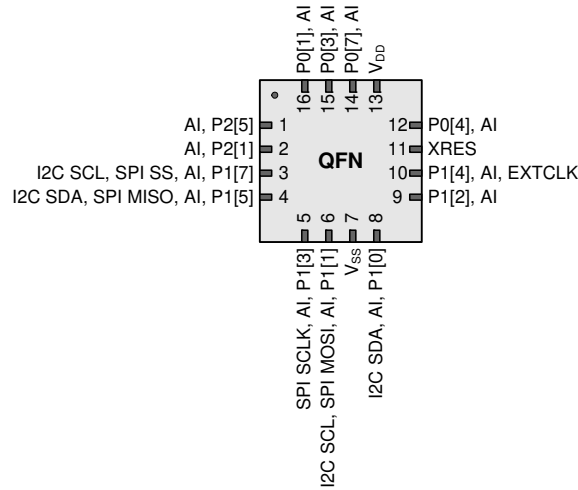 P0[1], AI
P0[3], AI
P0[7], AI
VDD
16
15
14
13
AI, P2[5] 1
AI, P2[1] 2
I2C SCL, SPI SS, AI, P1[7] 3
I2C SDA, SPI MISO, AI, P1[5] 4
QFN
12 P0[4], AI
11 XRES
10 P1[4], AI, EXTCLK
9 P1[2], AI
5
6
7
8
SPI SCLK, AI, P1[3]
I2C SCL, SPI MOSI, AI, P1[1]
VSS
I2C SDA, AI, P1[0]